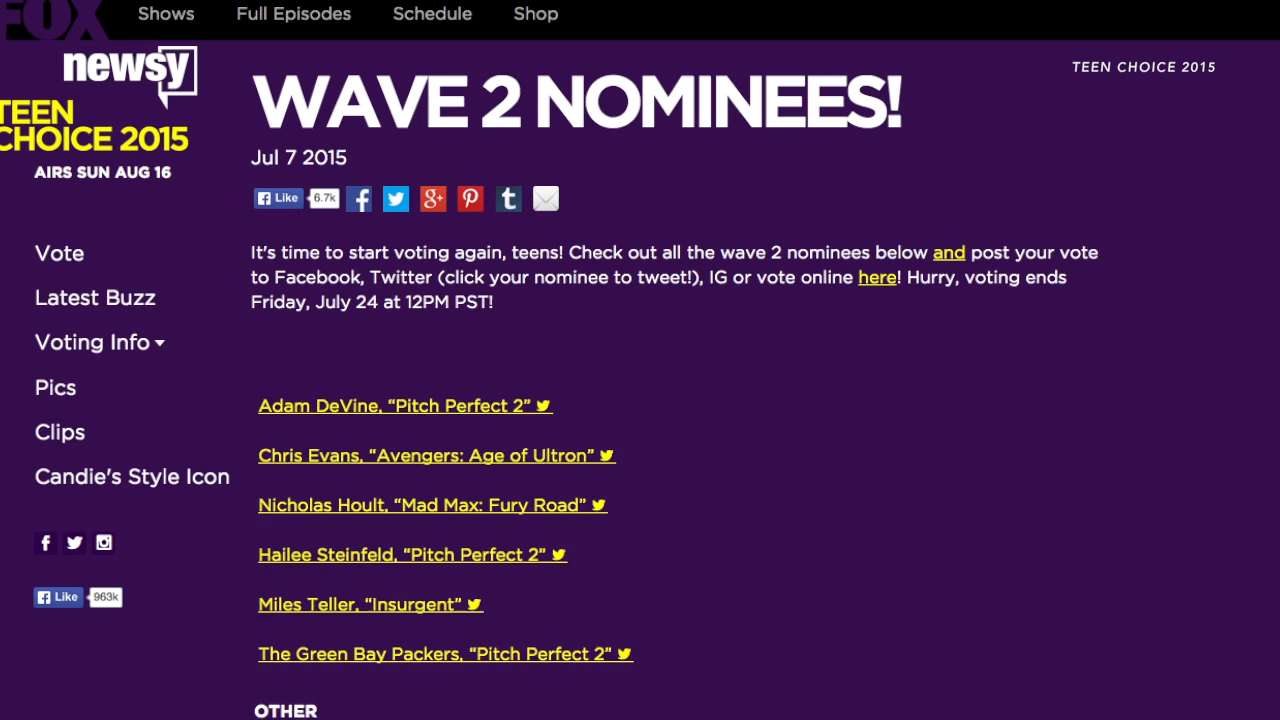 FOX
Shows Full Episodes Schedule Shop
newsy
TEEN CHOICE 2015
TEEN
CHOICE 2015
AIRS SUN AUG 16
WAVE 2 NOMINEES!
Jul 7 2015
Like 6.7k
It's time to start voting again, teens! Check out all the wave 2 nominees below and post your vote
to Facebook, Twitter (click your nominee to tweet!), IG or vote online here! Hurry, voting ends
Friday, July 24 at 12PM PST!
Vote
Latest Buzz
Voting Info
Pics
Clips
Candie's Style Icon
Like 963k
Adam DeVine, “Pitch Perfect 2”
Chris Evans, “Avengers: Age of Ultron”
Nicholas Hoult, “Mad Max: Fury Road”
Hailee Steinfeld, “Pitch Perfect 2”
Miles Teller, “Insurgent”
The Green Bay Packers, “Pitch Perfect 2”
OTHER